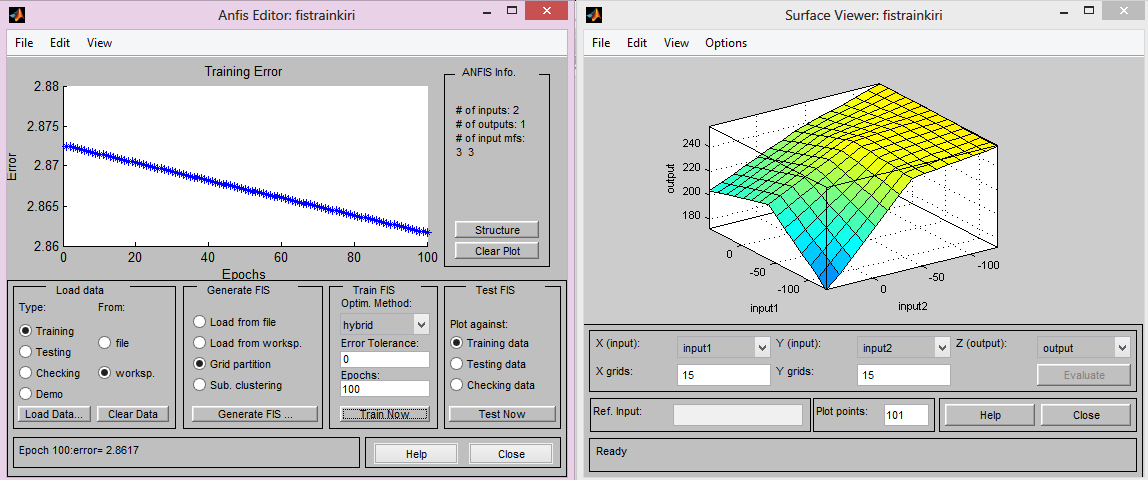 Anfis Editor: fistrainkiri
File Edit View
Training Error
2.88
2.875
2.87
2.865
2.86
Error
0 20 40 60 80 100
Epochs
ANFIS Info.
# of inputs: 2
# of outputs: 1
# of input mfs:
3 3
Structure
Clear Plot
Load data
Type: From:
Training
Testing
Checking
Demo
file
worksp.
Load Data... Clear Data
Generate FIS
Load from file
Load from worksp.
Grid partition
Sub. clustering
Generate FIS ...
Train FIS
Optim. Method:
hybrid
Error Tolerance:
0
Epochs:
100
Train Now
Test FIS
Plot against:
Training data
Testing data
Checking data
Test Now
Epoch 100:error= 2.8617
Help Close
Surface Viewer: fistrainkiri
File Edit View Options
240
220
200
180
output
0
-50
-100
input1
0
-50
-100
input2
X (input): input1 Y (input): input2 Z (output): output
X grids: 15 Y grids: 15 Evaluate
Ref. Input: Plot points: 101 Help Close
Ready